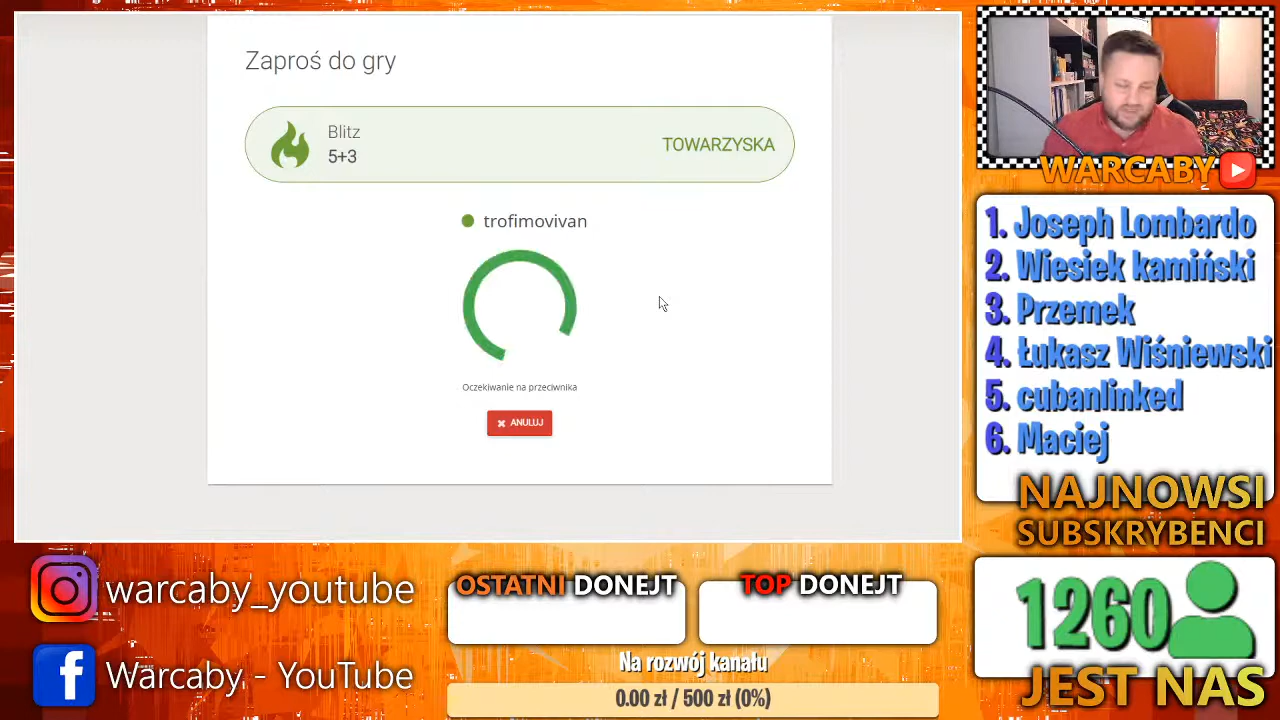 Zaproś do gry
Blitz
5+3
TOWARZYSKA
trofimovivan
Oczekiwanie na przeciwnika
ANULUJ
WARCABY
1. Joseph Lombardo
2. Wiesiek kamiński
3. Przemek
4. Łukasz Wiśniewski
5. cubanlinked
6. Maciej
NAJNOWSI
SUBSKRYBENCI
1260
JEST NAS
warcaby_youtube
Warcaby - YouTube
OSTATNI DONEJT
TOP DONEJT
Na rozwój kanału
0.00 zł / 500 zł (0%)